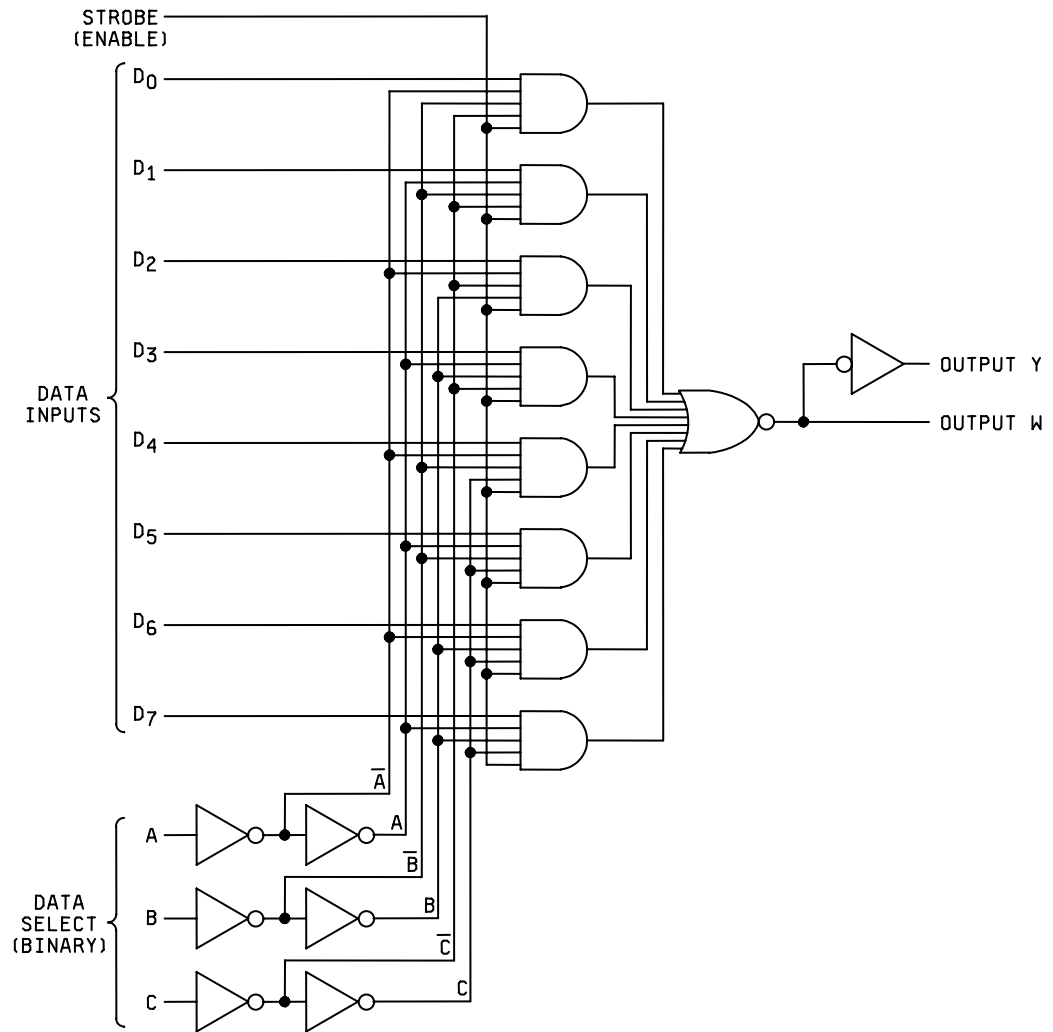 STROBE
(ENABLE)
D0
D1
D2
D3
DATA
INPUTS
D4
D5
D6
D7
OUTPUT Y
OUTPUT W
A̅
A
A
B̅
DATA
SELECT
(BINARY)
B
B
C̅
C
C